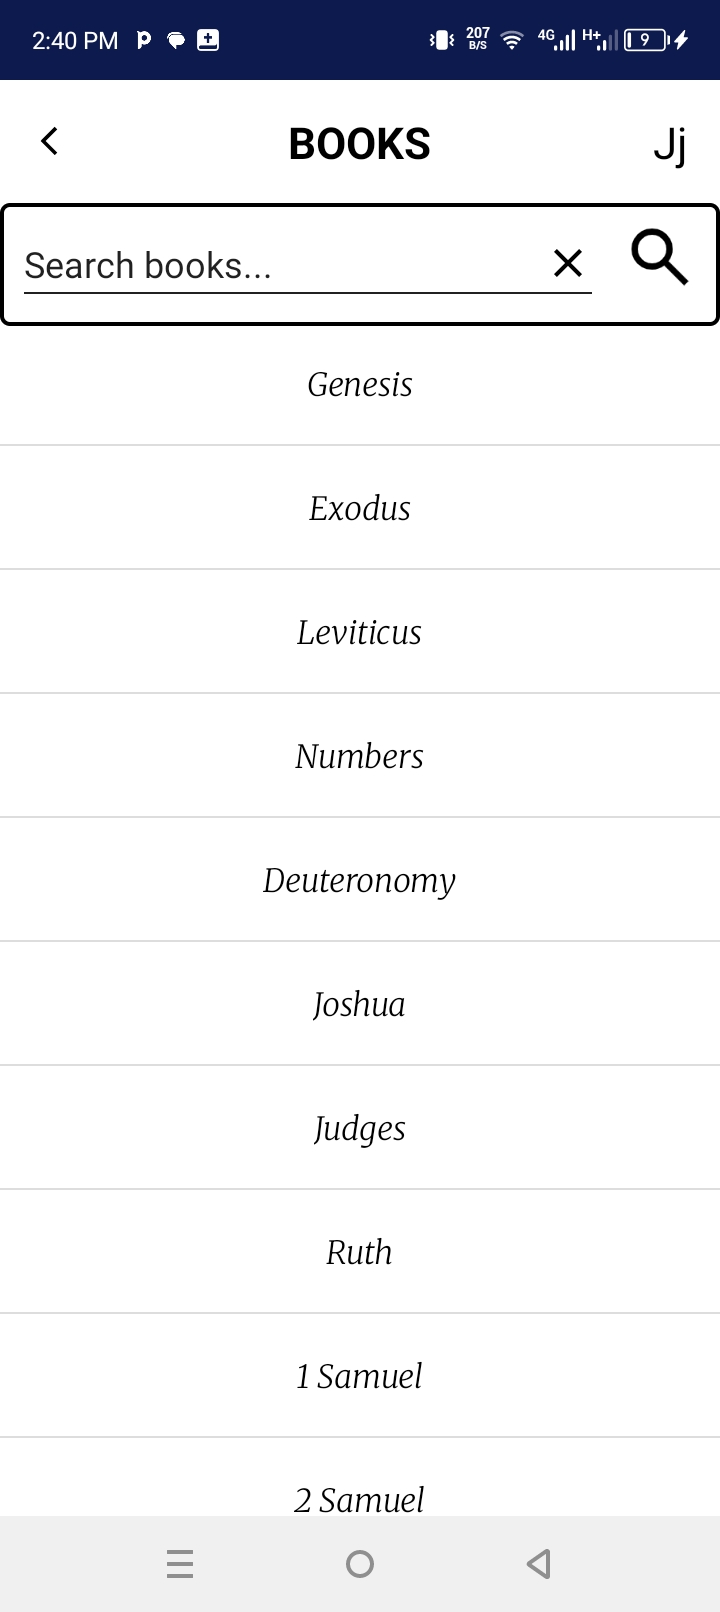 2:40 PM
207
B/S
4G
H+
9
BOOKS
Jj
Search books...
Genesis
Exodus
Leviticus
Numbers
Deuteronomy
Joshua
Judges
Ruth
1 Samuel
2 Samuel